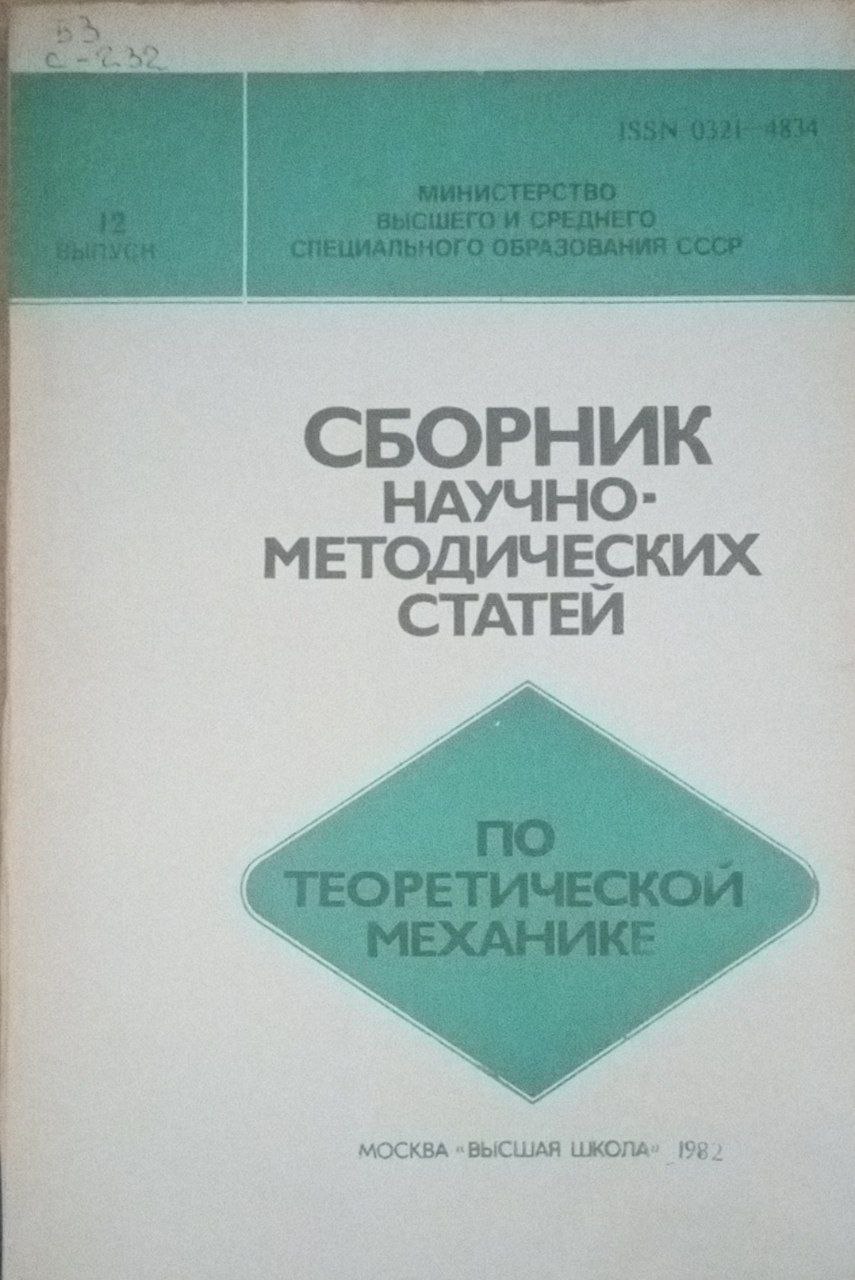 В3
С-232
ISSN 0321-4834
12
ВЫПУСК
МИНИСТЕРСТВО
ВЫСШЕГО И СРЕДНЕГО
СПЕЦИАЛЬНОГО ОБРАЗОВАНИЯ СССР
СБОРНИК
НАУЧНО-
МЕТОДИЧЕСКИХ
СТАТЕЙ
ПО
ТЕОРЕТИЧЕСКОЙ
МЕХАНИКЕ
МОСКВА «ВЫСШАЯ ШКОЛА» 1982